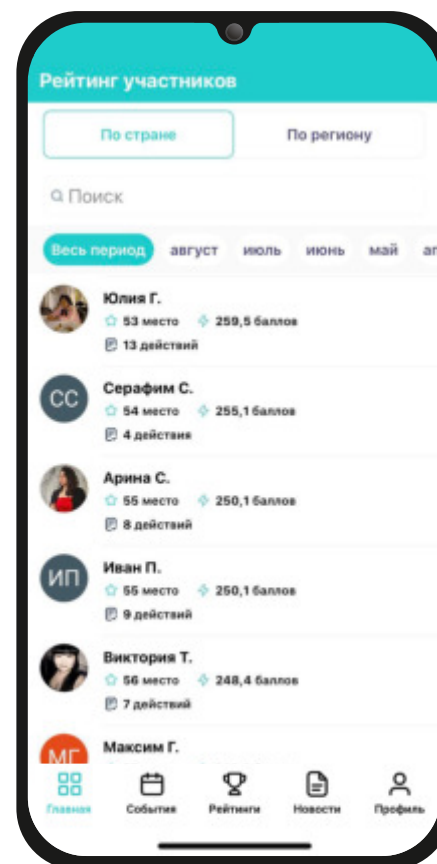 Рейтинг участников
По стране
По региону
Поиск
Весь период август июль июнь май ап
Юлия Г.
53 место 259,5 баллов
13 действий
СС
Серафим С.
54 место 255,1 баллов
4 действия
Арина С.
55 место 250,1 баллов
8 действий
ИП
Иван П.
55 место 250,1 баллов
9 действий
Виктория Т.
56 место 248,4 баллов
7 действий
МГ
Максим Г.
Главная События Рейтинги Новости Профиль